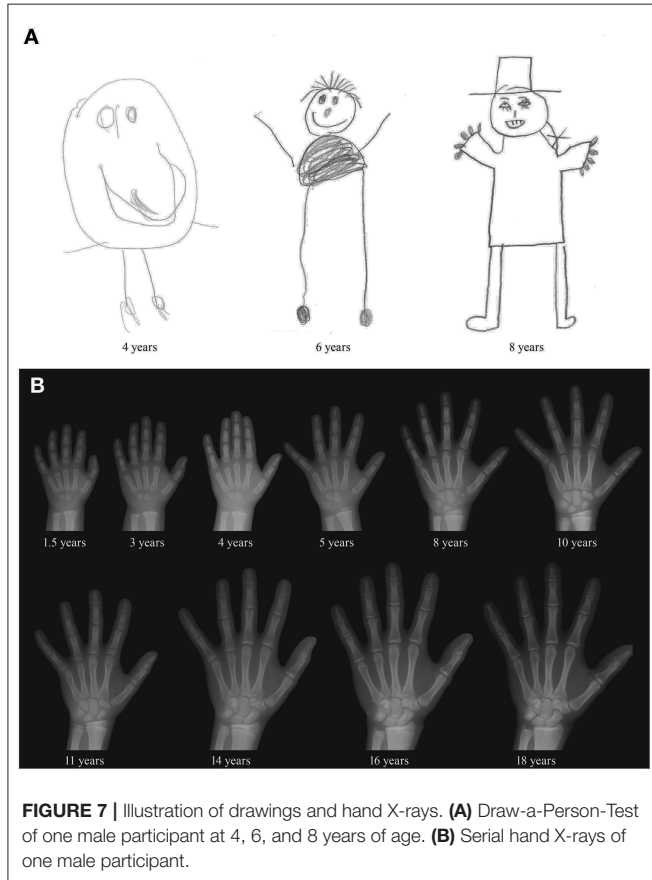 A
4 years
6 years
8 years
B
1.5 years
3 years
4 years
5 years
8 years
10 years
11 years
14 years
16 years
18 years
FIGURE 7 | Illustration of drawings and hand X-rays. (A) Draw-a-Person-Test
of one male participant at 4, 6, and 8 years of age. (B) Serial hand X-rays of
one male participant.